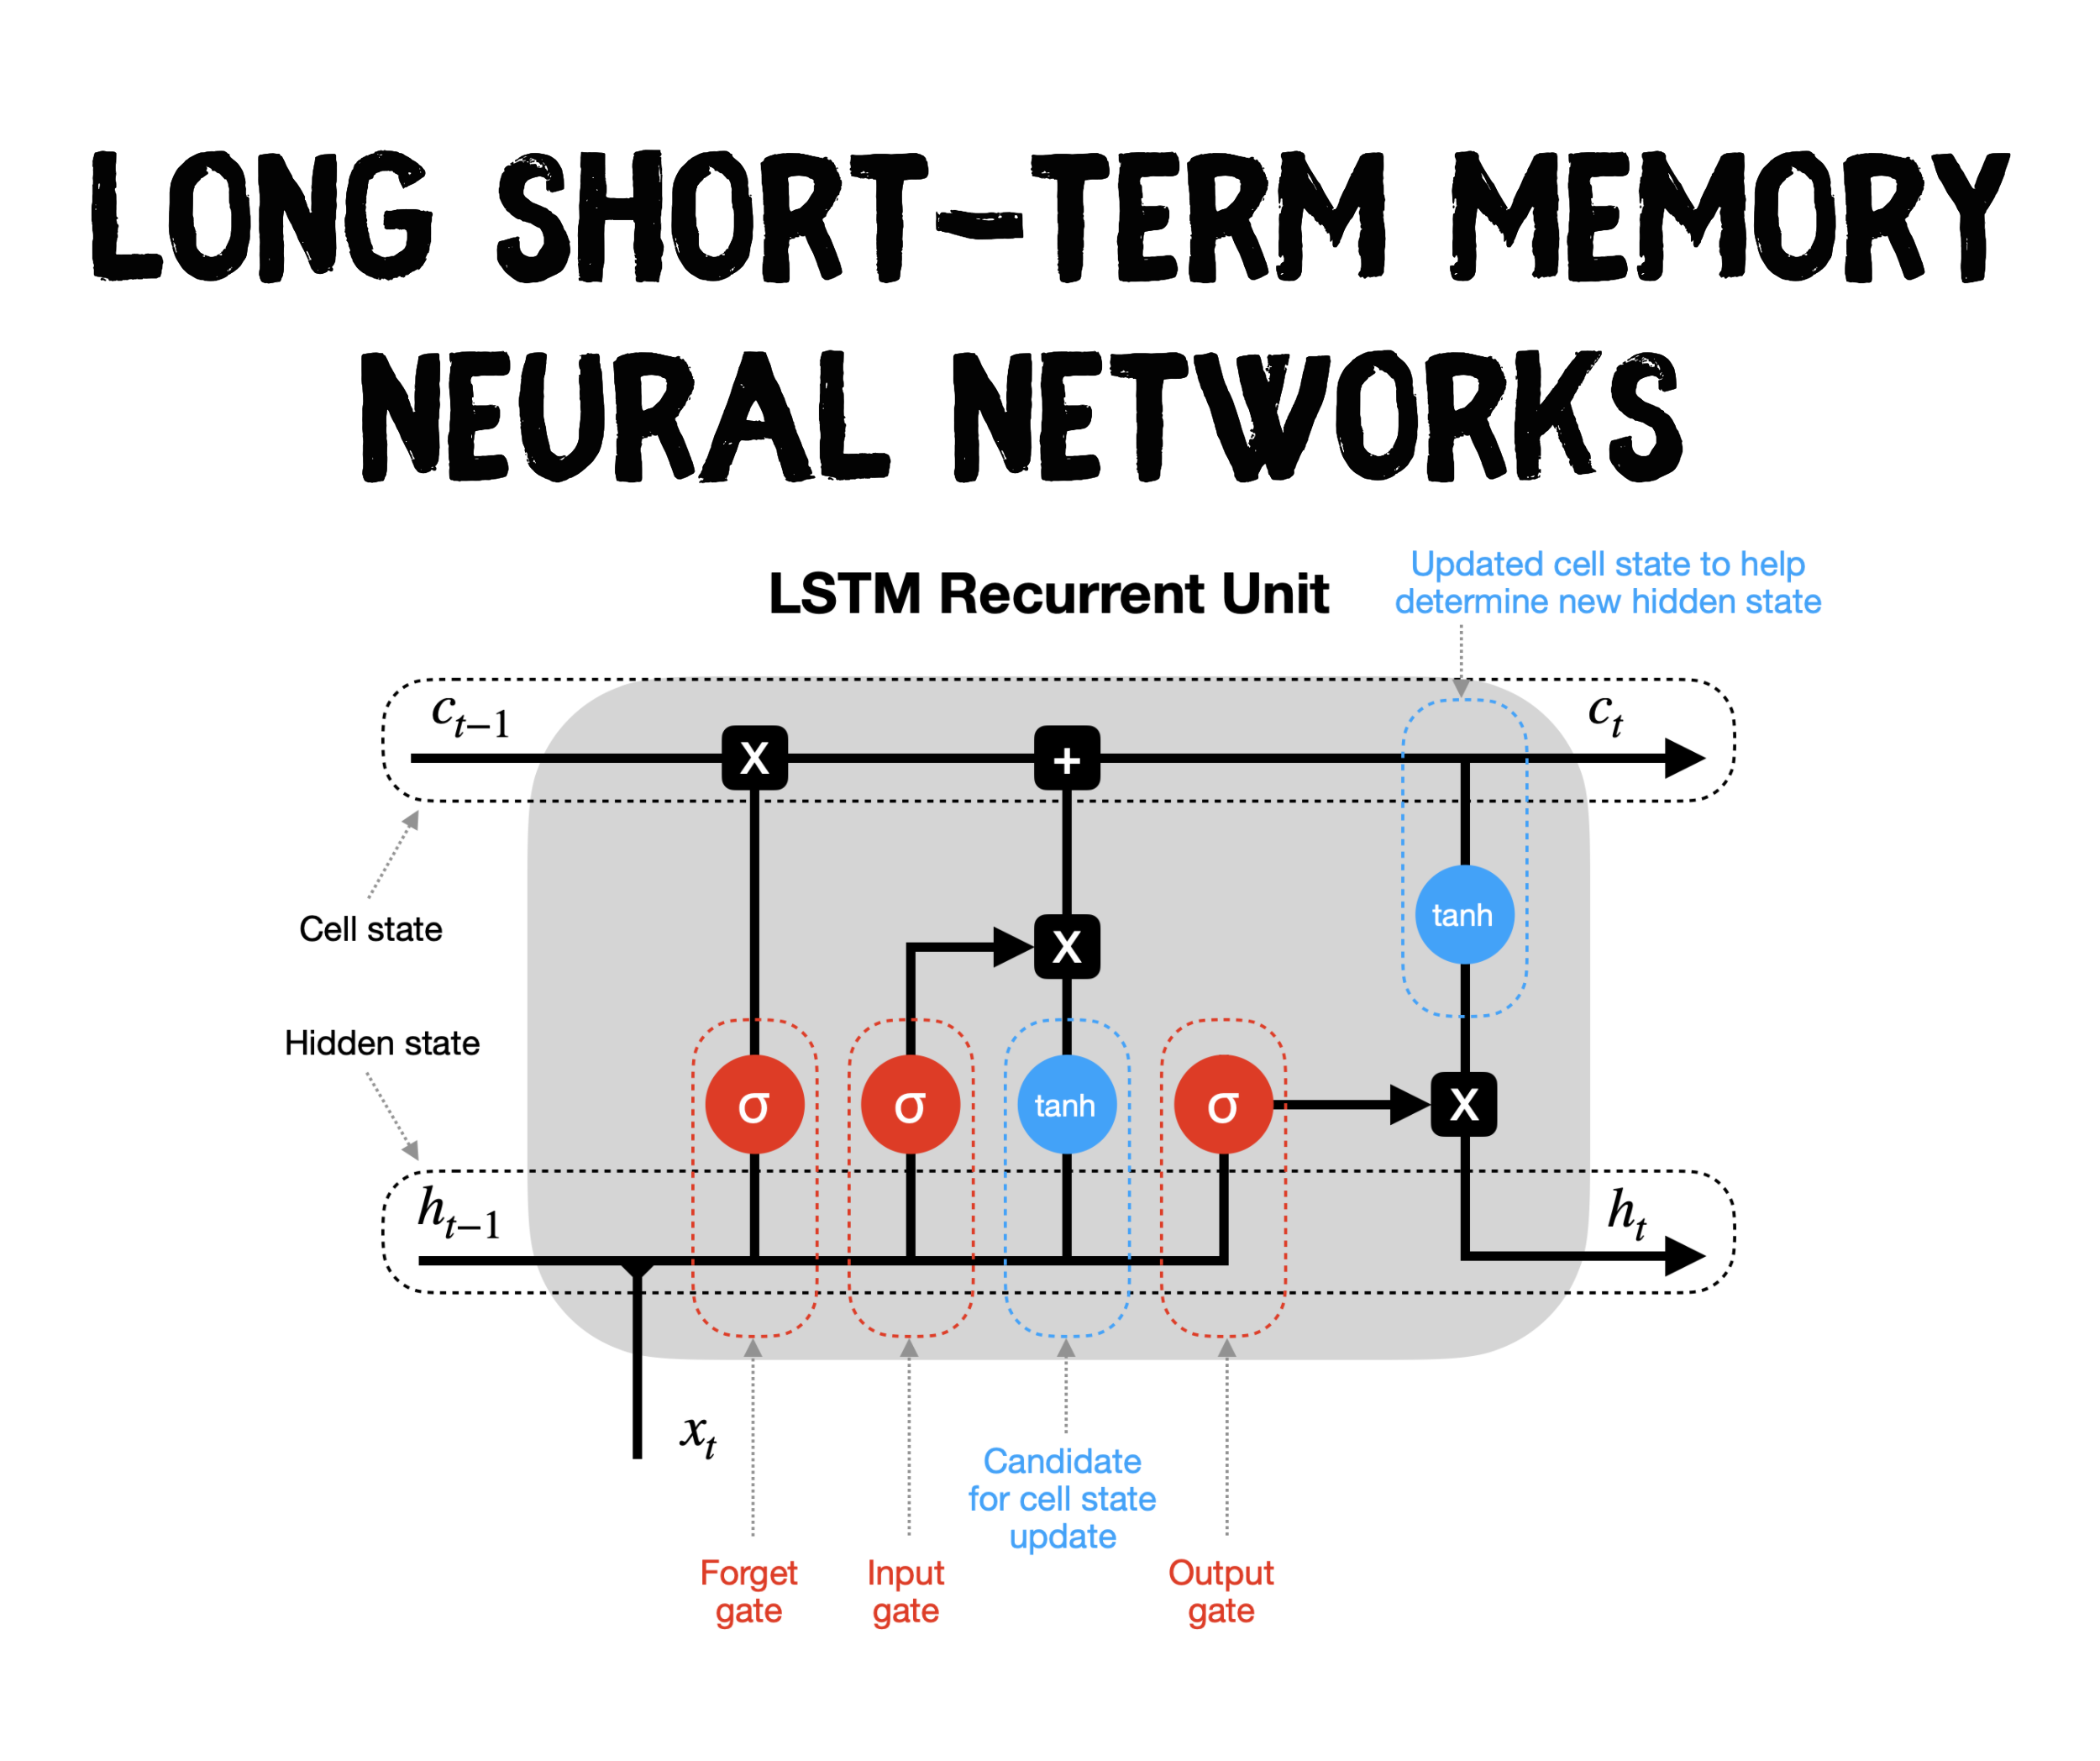 LONG SHORT-TERM MEMORY
NEURAL NETWORKS
LSTM Recurrent Unit
Updated cell state to help
determine new hidden state
c_{t-1}
c_t
X
+
Cell state
tanh
X
Hidden state
σ
σ
tanh
σ
X
h_{t-1}
h_t
x_t
Candidate
for cell state
update
Forget
gate
Input
gate
Output
gate